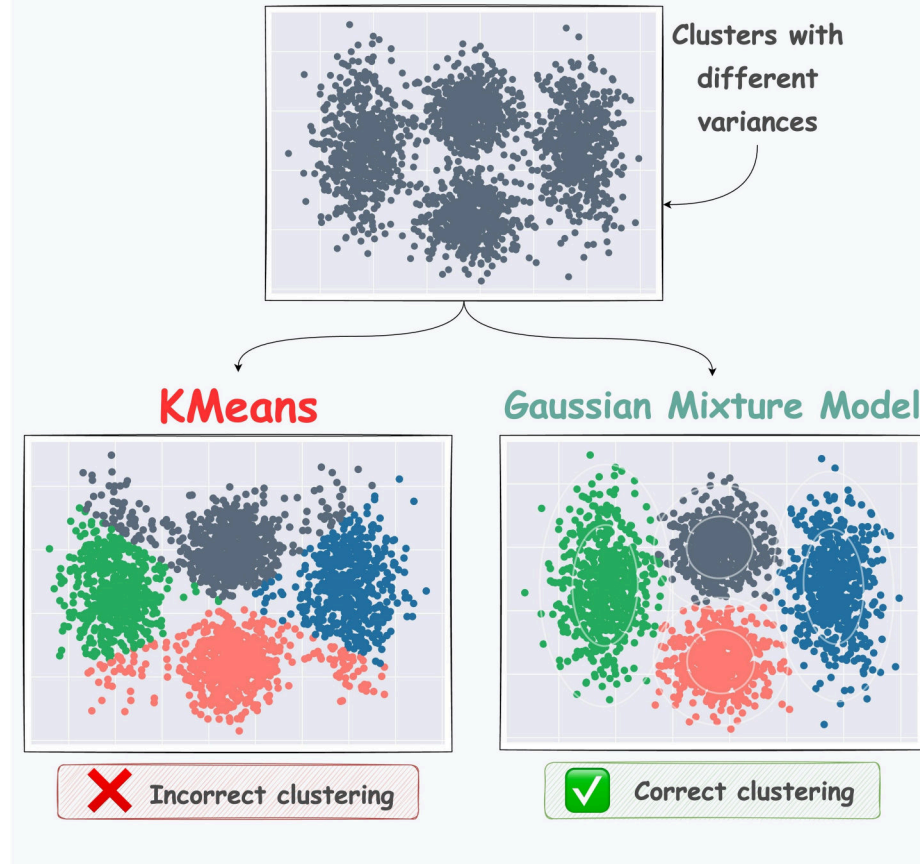 Clusters with
different
variances
KMeans
Gaussian Mixture Model
Incorrect clustering
Correct clustering